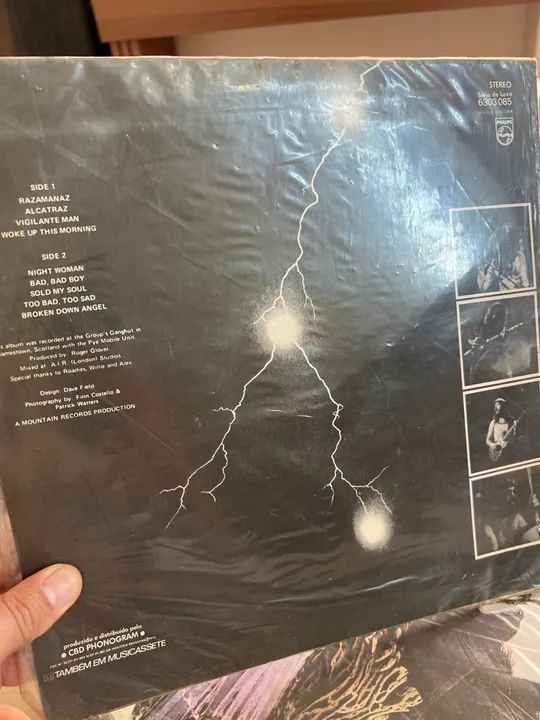 STEREO
Série de Luxo
6303 085
PHILIPS
SIDE 1
RAZAMANAZ
ALCATRAZ
VIGILANTE MAN
WOKE UP THIS MORNING
SIDE 2
NIGHT WOMAN
BAD, BAD BOY
SOLD MY SOUL
TOO BAD, TOO SAD
BROKEN DOWN ANGEL
album was recorded at the Group's Ganghut in
Jamestown, Scotland with the Pye Mobile Unit.
Produced by: Roger Glover
Mixed at: A.I.R. (London) Studios
Special thanks to Roadies, Willie and Alex
Design: Dave Field
Photography by: Finn Costello &
Patrick Watters
A MOUNTAIN RECORDS PRODUCTION
produzido e distribuído pela
• CBD PHONOGRAM •
TAMBÉM EM MUSICASSETE